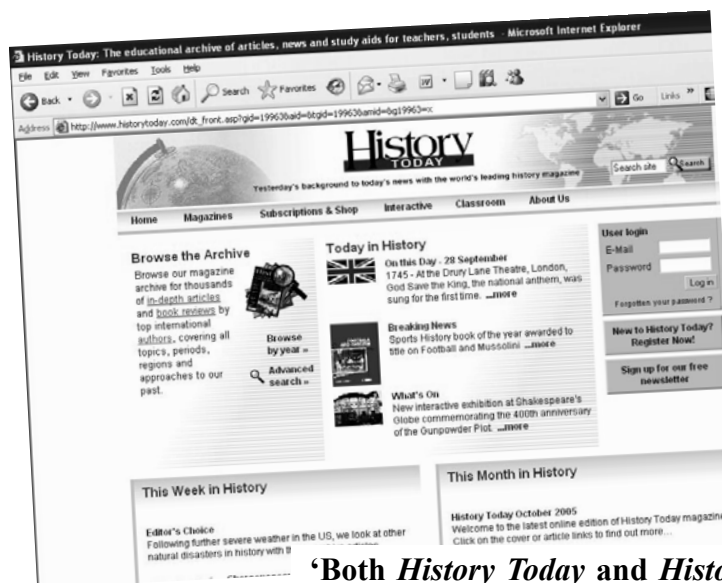 History Today: The educational archive of articles, news and study aids for teachers, students - Microsoft Internet Explorer
File Edit View Favorites Tools Help
Back Search Favorites
Address http://www.historytoday.com/dt_front.asp?gid=19963&aid=&tgid=19963&amid=&g19963=x Go Links »
History
TODAY
Yesterday's background to today's news with the world's leading history magazine
Search site Search
Home Magazines Subscriptions & Shop Interactive Classroom About Us
Browse the Archive
Browse our magazine
archive for thousands
of in-depth articles
and book reviews by
top international
authors, covering all
topics, periods,
regions and
approaches to our
past.
Browse
by year »
Advanced
search »
Today in History
On this Day - 28 September
1745 - At the Drury Lane Theatre, London,
God Save the King, the national anthem, was
sung for the first time. ...more
Breaking News
Sports History book of the year awarded to
title on Football and Mussolini ...more
What's On
New interactive exhibition at Shakespeare's
Globe commemorating the 400th anniversary
of the Gunpowder Plot. ...more
User login
E-Mail
Password
Log in
Forgotten your password ?
New to History Today?
Register Now!
Sign up for our free
newsletter
This Week in History
Editor's Choice
Following further severe weather in the US, we look at other
natural disasters in history with
This Month in History
History Today October 2005
Welcome to the latest online edition of History Today magazine
Click on the cover or article links to find out more...
‘Both History Today and